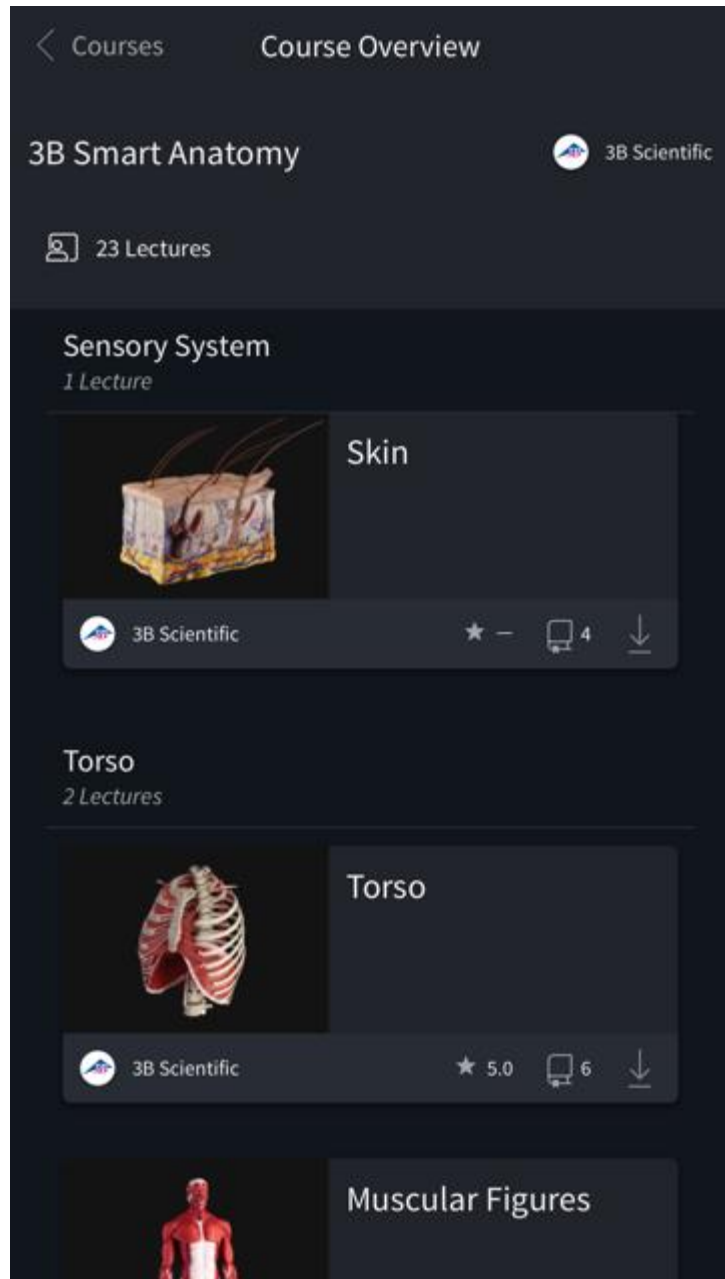 Courses Course Overview
3B Smart Anatomy 3B Scientific
23 Lectures
Sensory System
1 Lecture
Skin
3B Scientific ★ – 4
Torso
2 Lectures
Torso
3B Scientific ★ 5.0 6
Muscular Figures